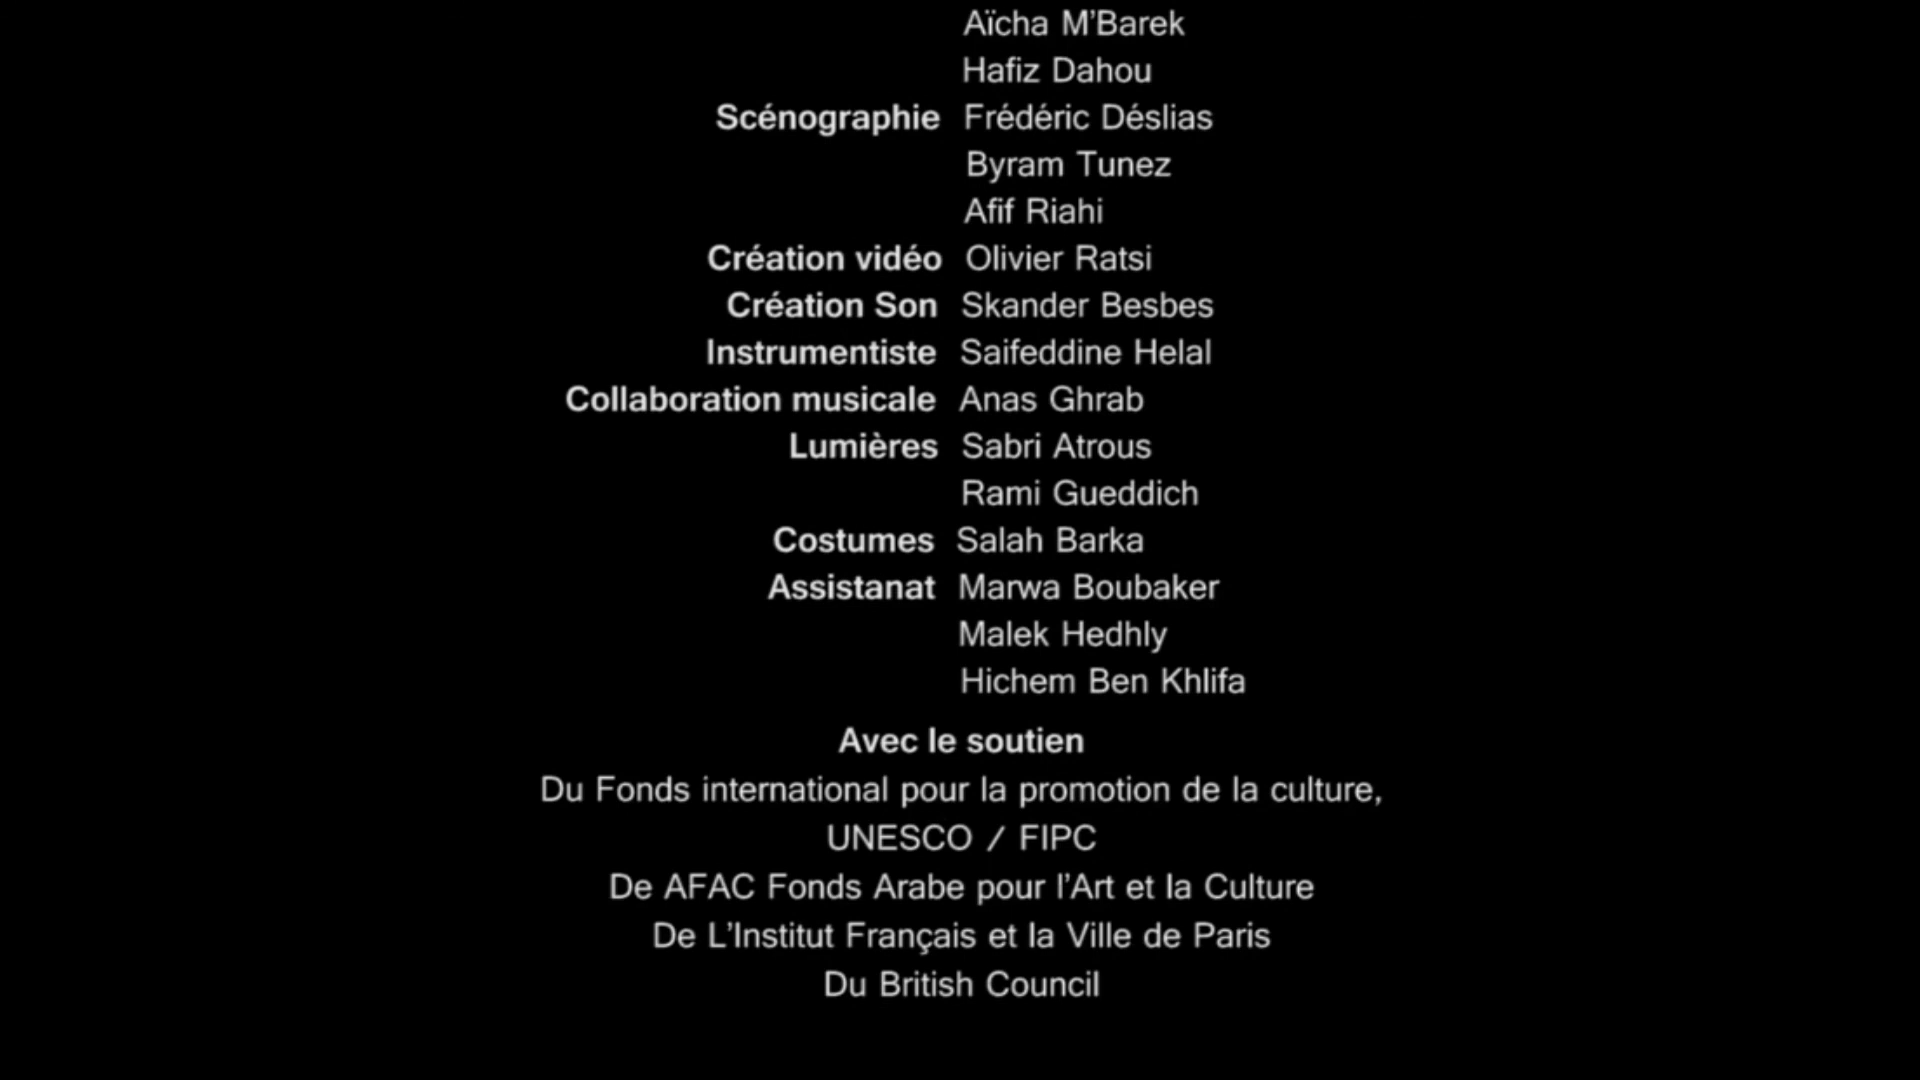 Aïcha M'Barek
Hafiz Dahou
Scénographie Frédéric Déslias
Byram Tunez
Afif Riahi
Création vidéo Olivier Ratsi
Création Son Skander Besbes
Instrumentiste Saifeddine Helal
Collaboration musicale Anas Ghrab
Lumières Sabri Atrous
Rami Gueddich
Costumes Salah Barka
Assistanat Marwa Boubaker
Malek Hedhly
Hichem Ben Khlifa
Avec le soutien
Du Fonds international pour la promotion de la culture,
UNESCO / FIPC
De AFAC Fonds Arabe pour l'Art et la Culture
De L'Institut Français et la Ville de Paris
Du British Council